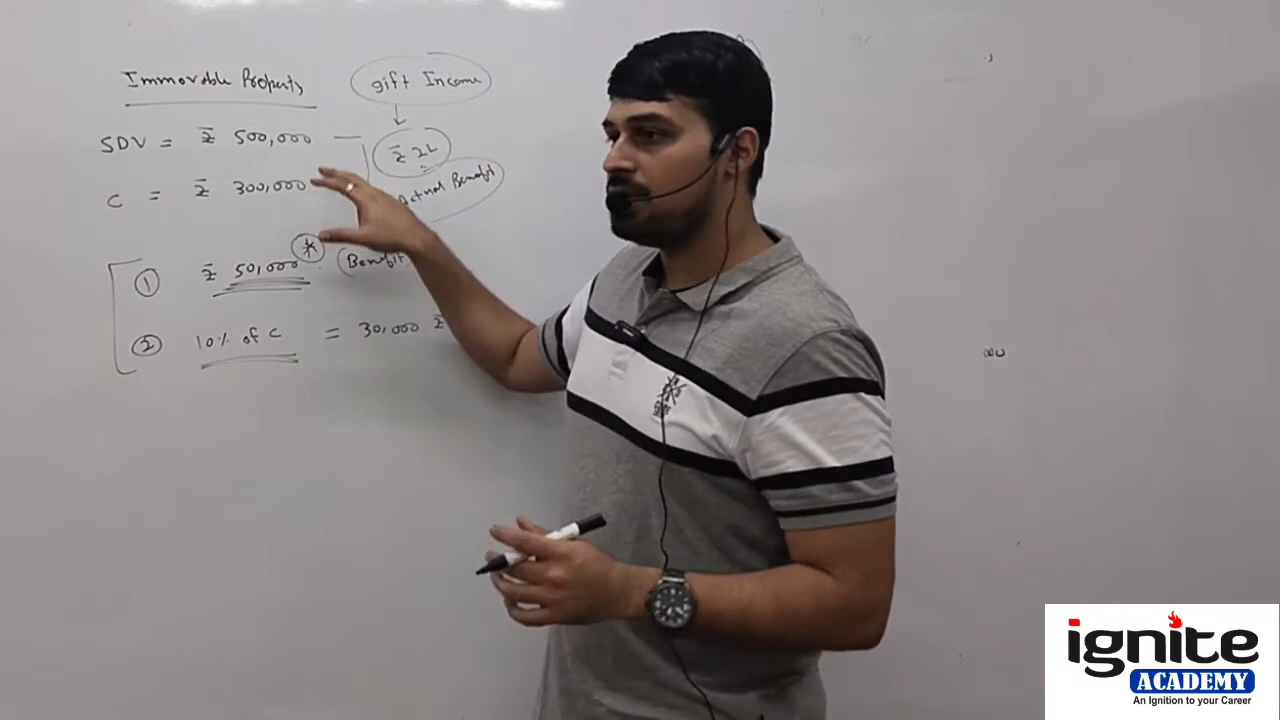 Immovable Property
gift Income
SDV = ₹ 500,000
₹ 2L
C = ₹ 300,000
Actual Benefit
① ₹ 50,000 * (Benefit
② 10% of C = 30,000 ₹
ignite
ACADEMY
An Ignition to your Career